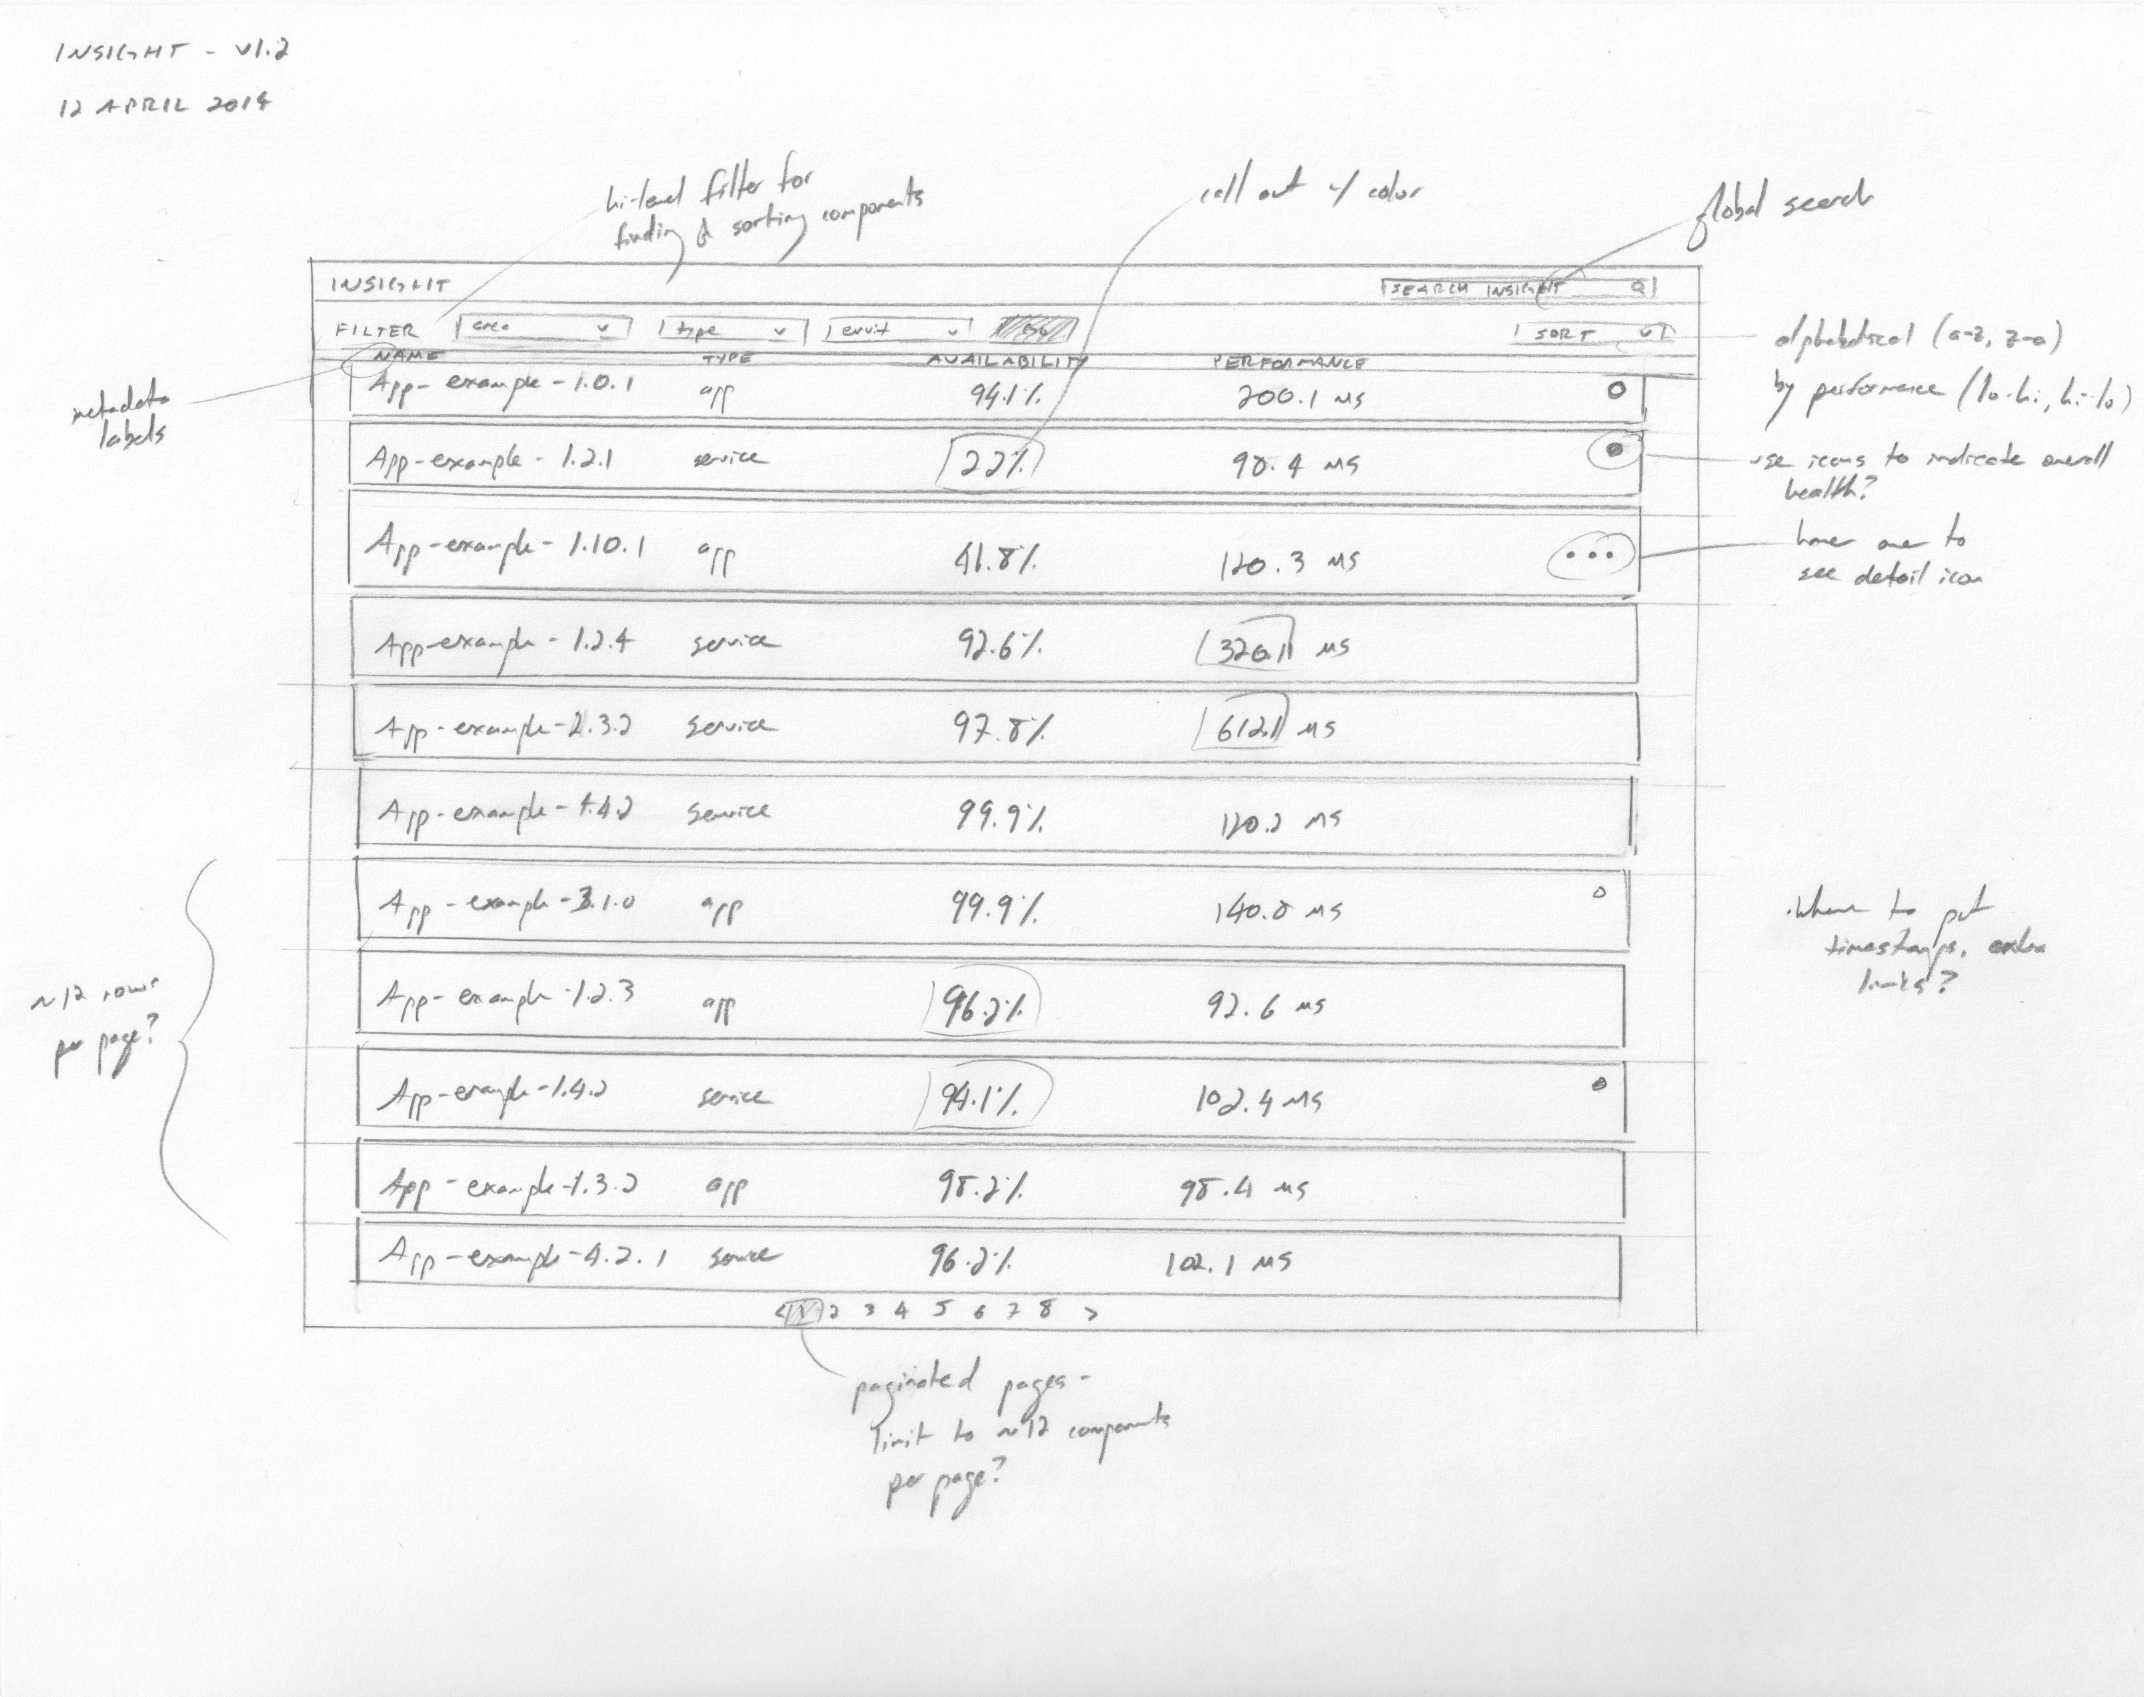 INSIGHT - v1.2
12 APRIL 2014
hi-level filter for
finding & sorting components
call out w/ color
global search
INSIGHT
SEARCH INSIGHT
FILTER area type envit SORT
alphabetical (a-z, z-a)
by performance (lo-hi, hi-lo)
NAME TYPE AVAILABILITY PERFORMANCE
metadata
labels
App-example-1.0.1 app 94.1% 200.1 MS
App-example-1.2.1 service 22% 98.4 MS
use icons to indicate overall
health?
App-example-1.10.1 app 41.8% 120.3 MS
hover over to
see detail icon
App-example-1.2.4 service 92.6% 320.1 MS
App-example-2.3.2 service 97.8% 612.1 MS
App-example-4.4.2 service 99.9% 120.2 MS
App-example-3.1.0 app 99.9% 140.8 MS
Where to put
timestamps, extra
links?
App-example-1.2.3 app 96.2% 92.6 MS
~12 rows
per page?
App-example-1.4.2 service 94.1% 102.4 MS
App-example-1.3.2 app 98.2% 98.4 MS
App-example-4.2.1 service 96.2% 102.1 MS
< 1 2 3 4 5 6 7 8 >
paginated pages -
limit to ~12 components
per page?